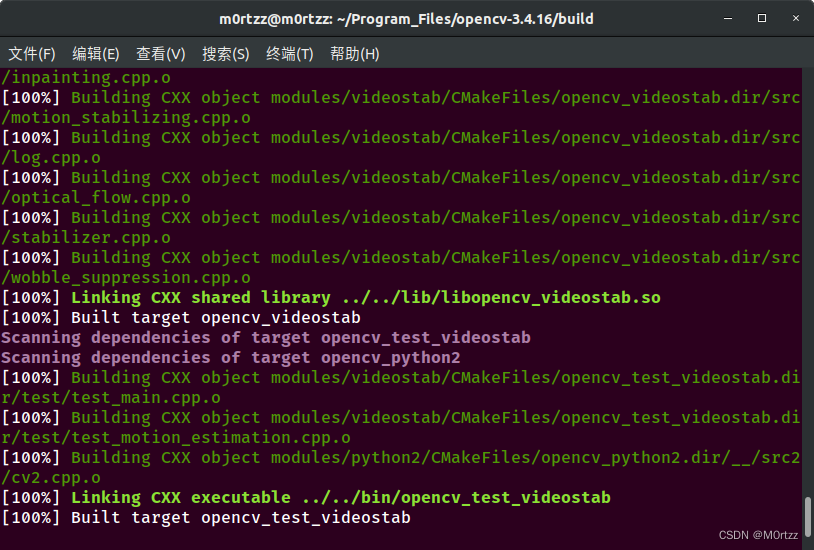 m0rtzz@m0rtzz: ~/Program_Files/opencv-3.4.16/build
文件(F) 编辑(E) 查看(V) 搜索(S) 终端(T) 帮助(H)
/inpainting.cpp.o
[100%] Building CXX object modules/videostab/CMakeFiles/opencv_videostab.dir/src
/motion_stabilizing.cpp.o
[100%] Building CXX object modules/videostab/CMakeFiles/opencv_videostab.dir/src
/log.cpp.o
[100%] Building CXX object modules/videostab/CMakeFiles/opencv_videostab.dir/src
/optical_flow.cpp.o
[100%] Building CXX object modules/videostab/CMakeFiles/opencv_videostab.dir/src
/stabilizer.cpp.o
[100%] Building CXX object modules/videostab/CMakeFiles/opencv_videostab.dir/src
/wobble_suppression.cpp.o
[100%] Linking CXX shared library ../../lib/libopencv_videostab.so
[100%] Built target opencv_videostab
Scanning dependencies of target opencv_test_videostab
Scanning dependencies of target opencv_python2
[100%] Building CXX object modules/videostab/CMakeFiles/opencv_test_videostab.di
r/test/test_main.cpp.o
[100%] Building CXX object modules/videostab/CMakeFiles/opencv_test_videostab.di
r/test/test_motion_estimation.cpp.o
[100%] Building CXX object modules/python2/CMakeFiles/opencv_python2.dir/__/src2
/cv2.cpp.o
[100%] Linking CXX executable ../../bin/opencv_test_videostab
[100%] Built target opencv_test_videostab
CSDN @M0rtzz